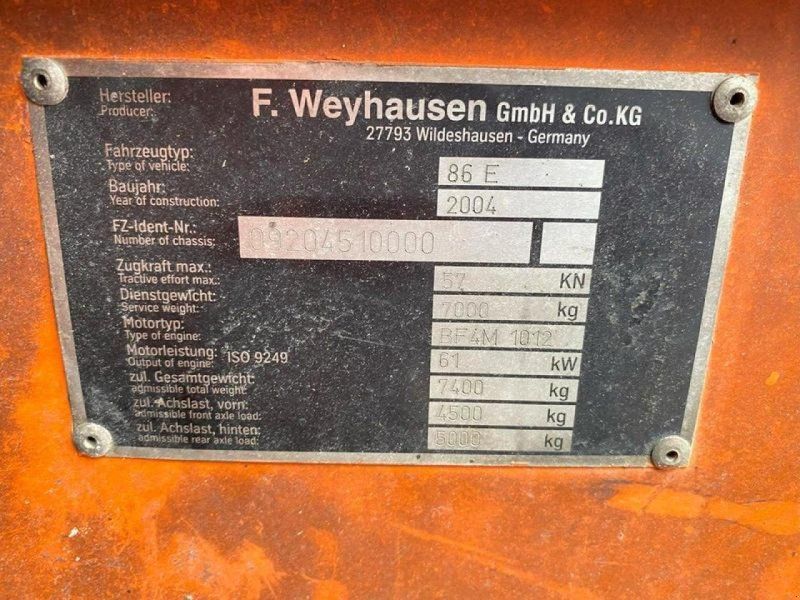 Hersteller: F. Weyhausen GmbH & Co.KG
Producer: 27793 Wildeshausen - Germany
Fahrzeugtyp: 86 E
Type of vehicle:
Baujahr: 2004
Year of construction:
FZ-Ident-Nr.: 09204510000
Number of chassis:
Zugkraft max.: 57 KN
Tractive effort max.:
Dienstgewicht: 7000 kg
Service weight:
Motortyp: BF4M 1012
Type of engine:
Motorleistung: ISO 9249 61 kW
Output of engine:
zul. Gesamtgewicht: 7400 kg
admissible total weight:
zul. Achslast, vorn: 4500 kg
admissible front axle load:
zul. Achslast, hinten: 5000 kg
admissible rear axle load: